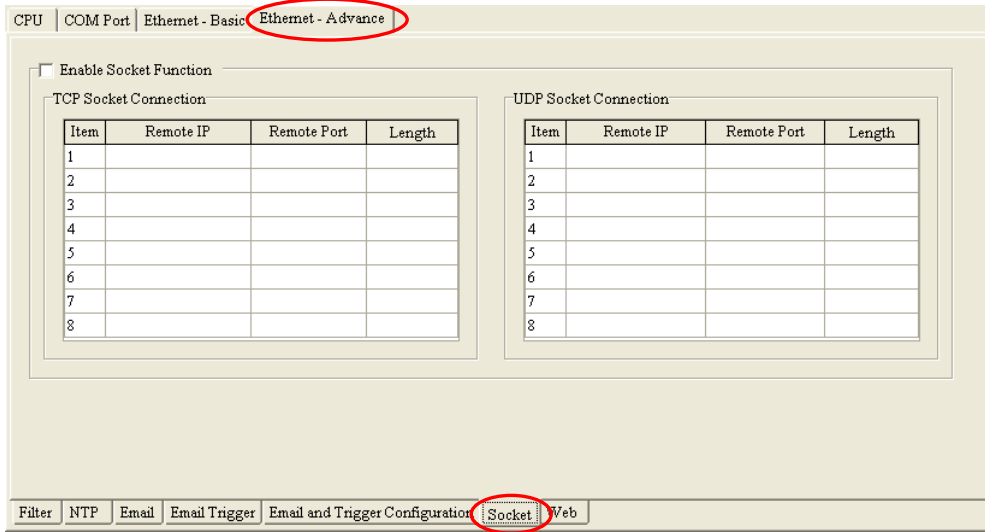 CPU COM Port Ethernet - Basic Ethernet - Advance
Enable Socket Function
TCP Socket Connection UDP Socket Connection
Item Remote IP Remote Port Length Item Remote IP Remote Port Length
1 1
2 2
3 3
4 4
5 5
6 6
7 7
8 8
Filter NTP Email Email Trigger Email and Trigger Configuration Socket Web